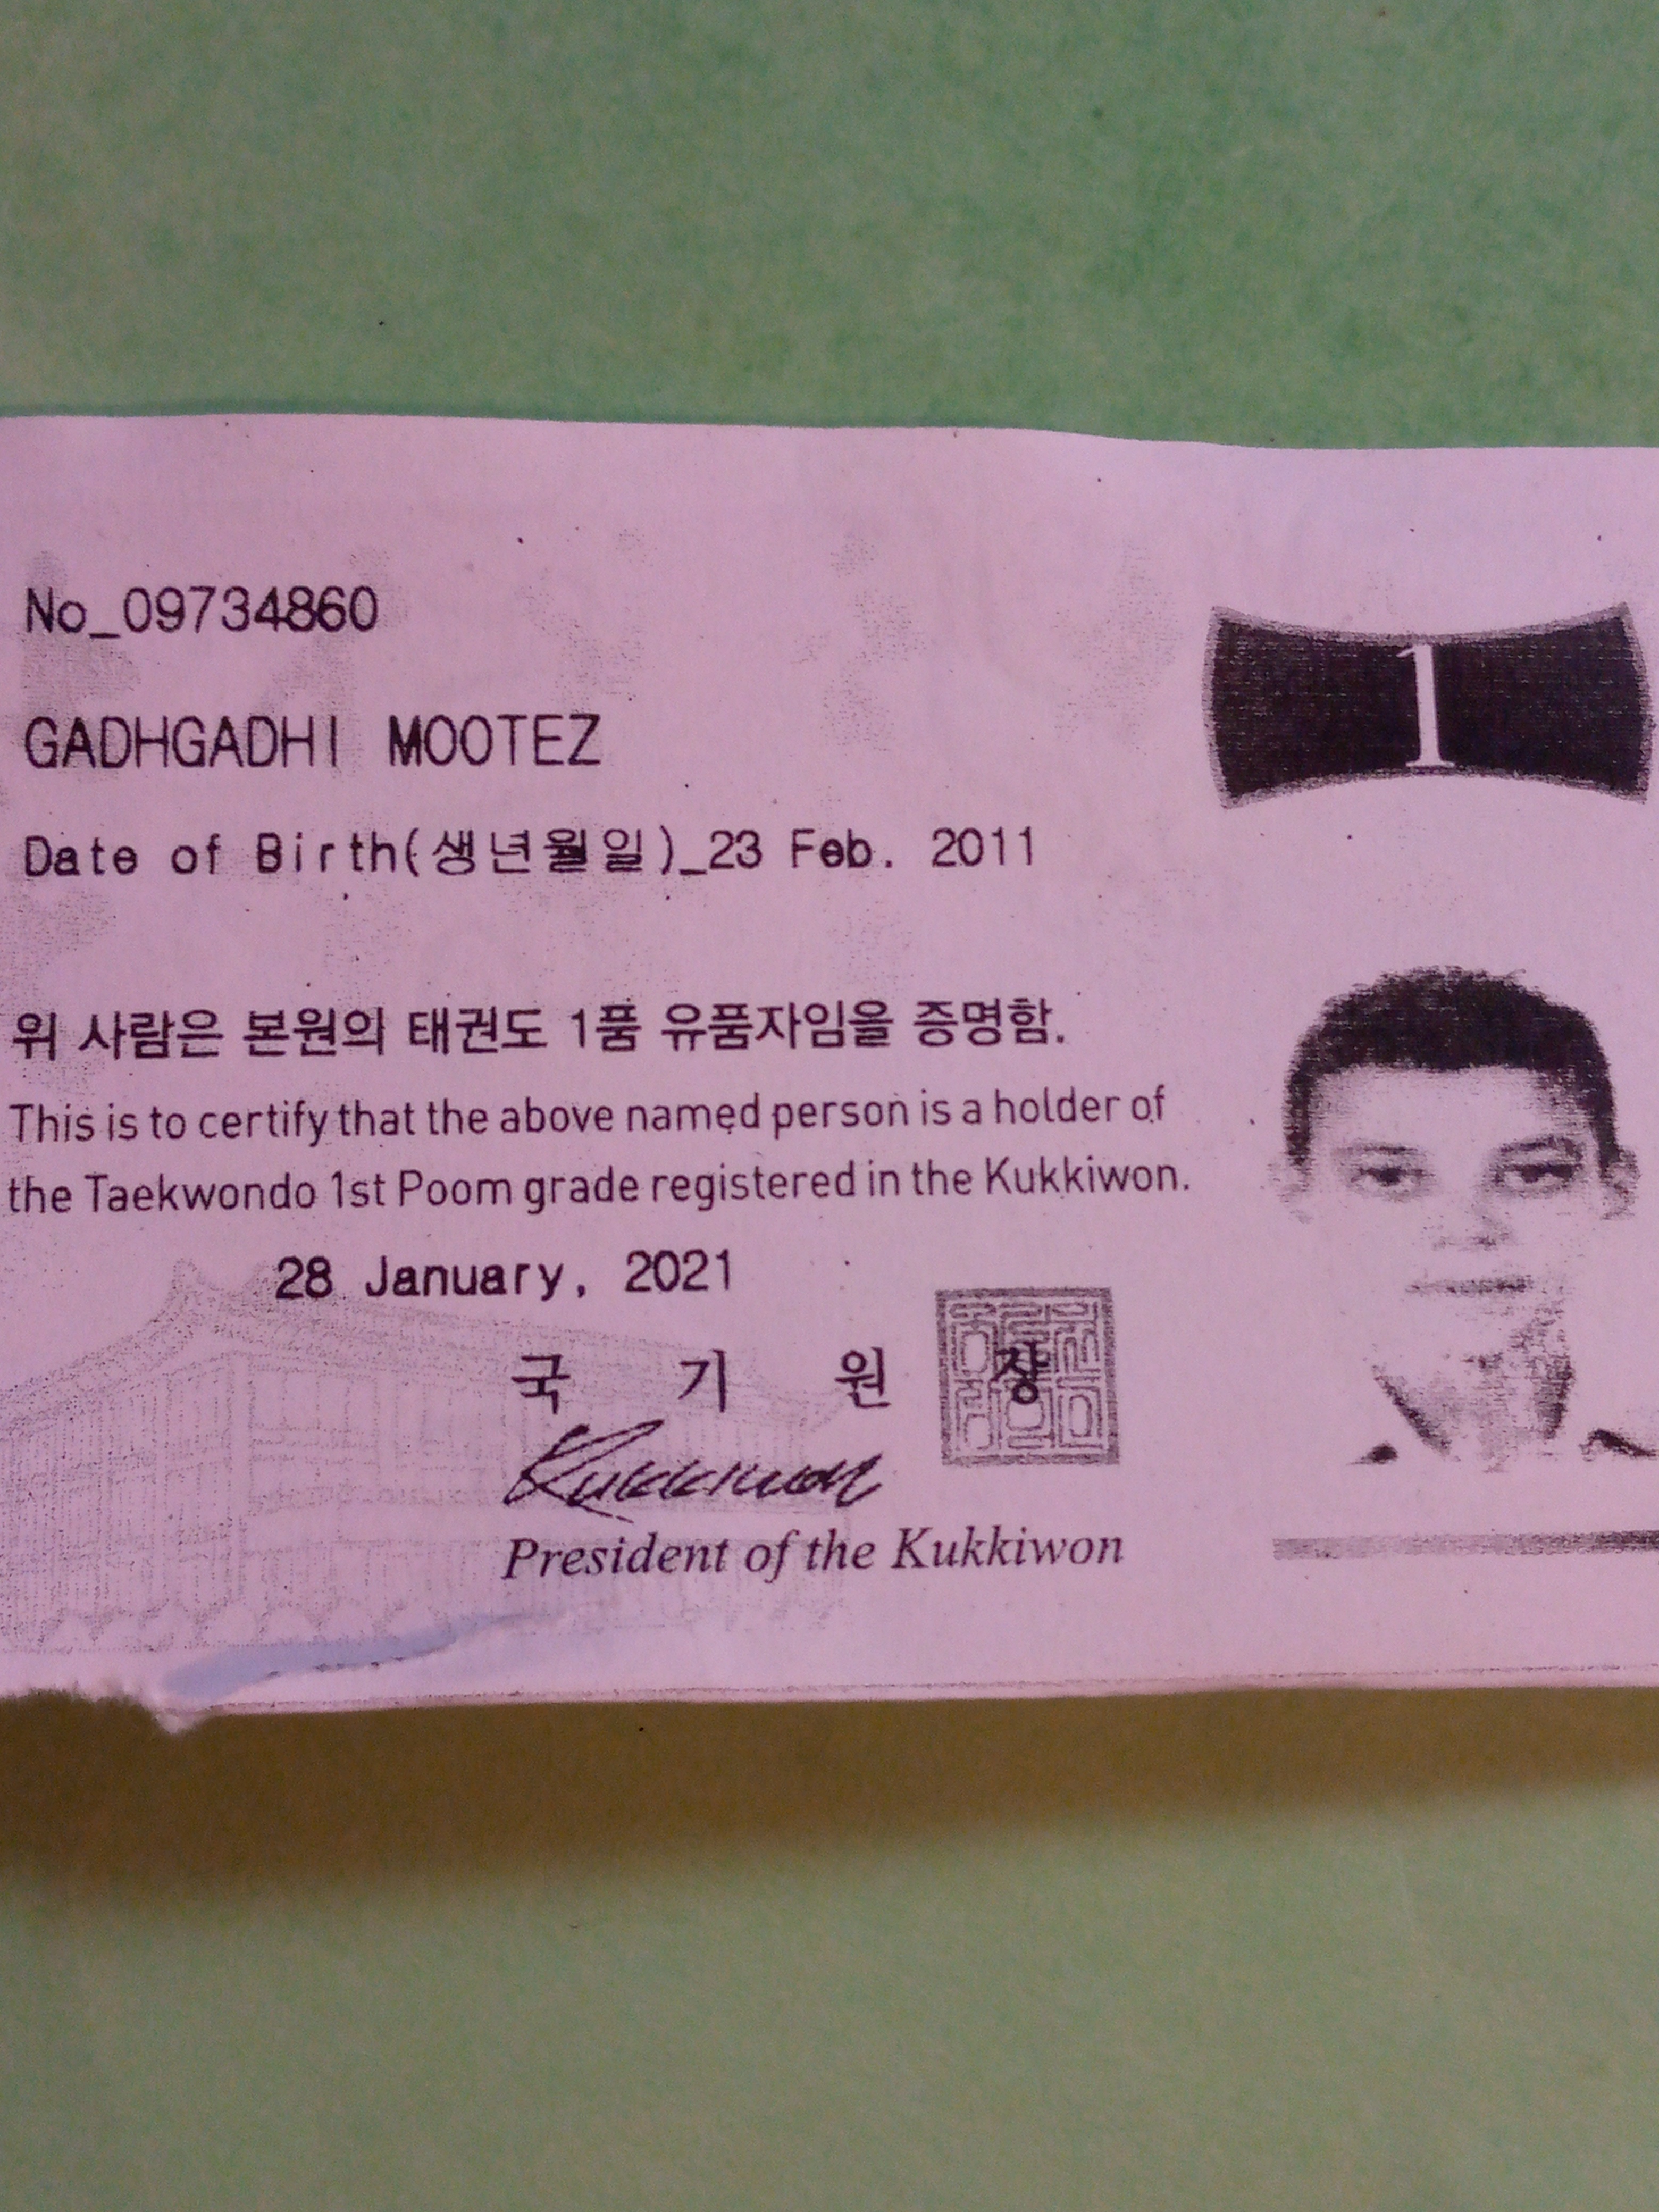 No_09734860
1
GADHGADHI MOOTEZ
Date of Birth(생년월일)_23 Feb. 2011
위 사람은 본원의 태권도 1품 유품자임을 증명함.
This is to certify that the above named person is a holder of
the Taekwondo 1st Poom grade registered in the Kukkiwon.
28 January, 2021
국 기 원 장
Kukkiwon
President of the Kukkiwon